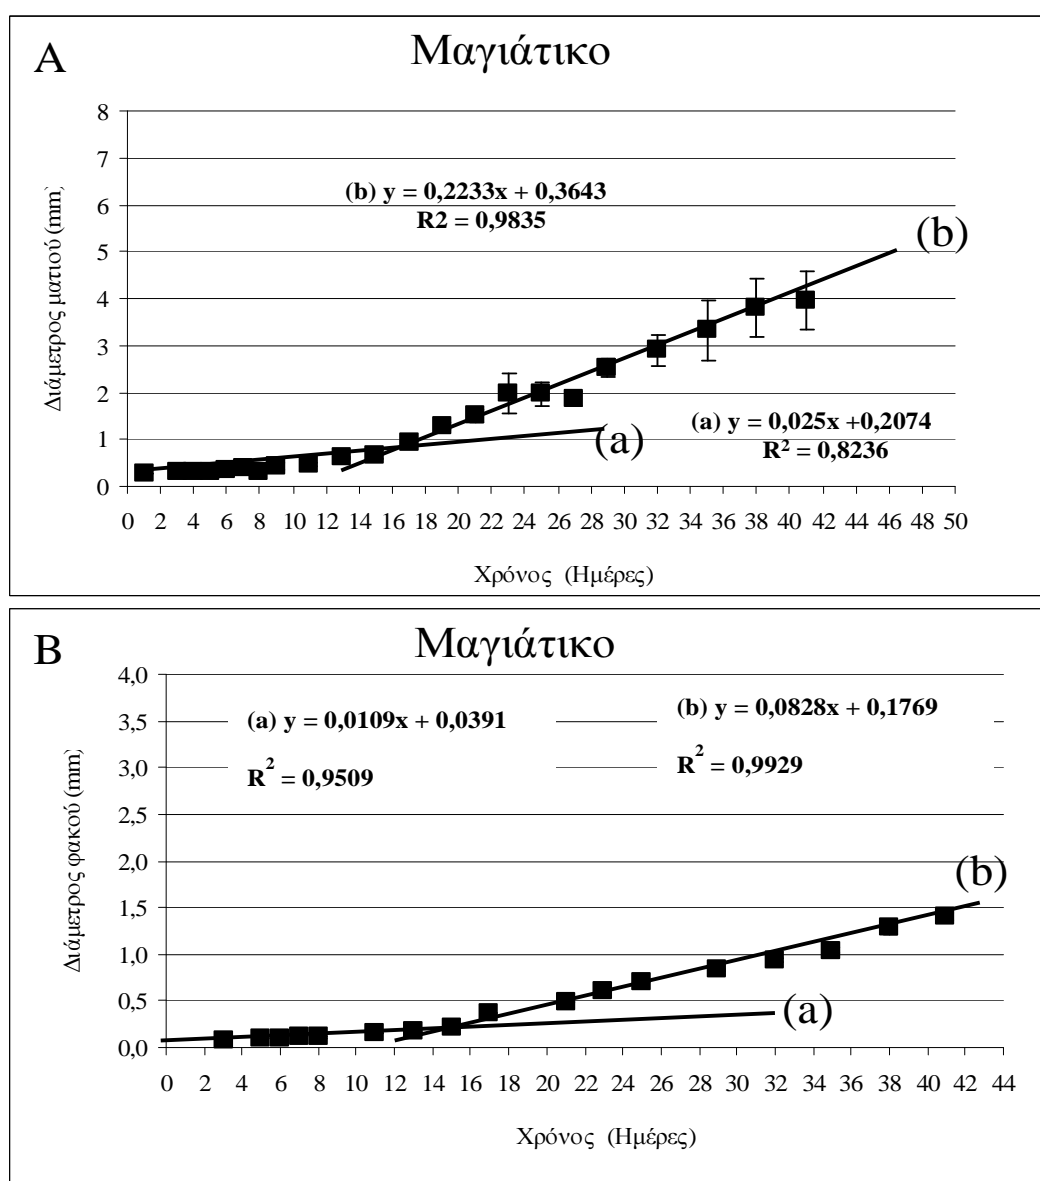 A
Μαγιάτικο
8
7
6
5
4
3
2
1
0
Διάμετρος ματιού (mm)
(b) y = 0,2233x + 0,3643
R2 = 0,9835
(b)
(a) y = 0,025x +0,2074
R² = 0,8236
(a)
0 2 4 6 8 10 12 14 16 18 20 22 24 26 28 30 32 34 36 38 40 42 44 46 48 50
Χρόνος (Ημέρες)
B
Μαγιάτικο
4,0
3,5
3,0
2,5
2,0
1,5
1,0
0,5
0,0
Διάμετρος φακού (mm)
(a) y = 0,0109x + 0,0391
R² = 0,9509
(b) y = 0,0828x + 0,1769
R² = 0,9929
(b)
(a)
0 2 4 6 8 10 12 14 16 18 20 22 24 26 28 30 32 34 36 38 40 42 44
Χρόνος (Ημέρες)